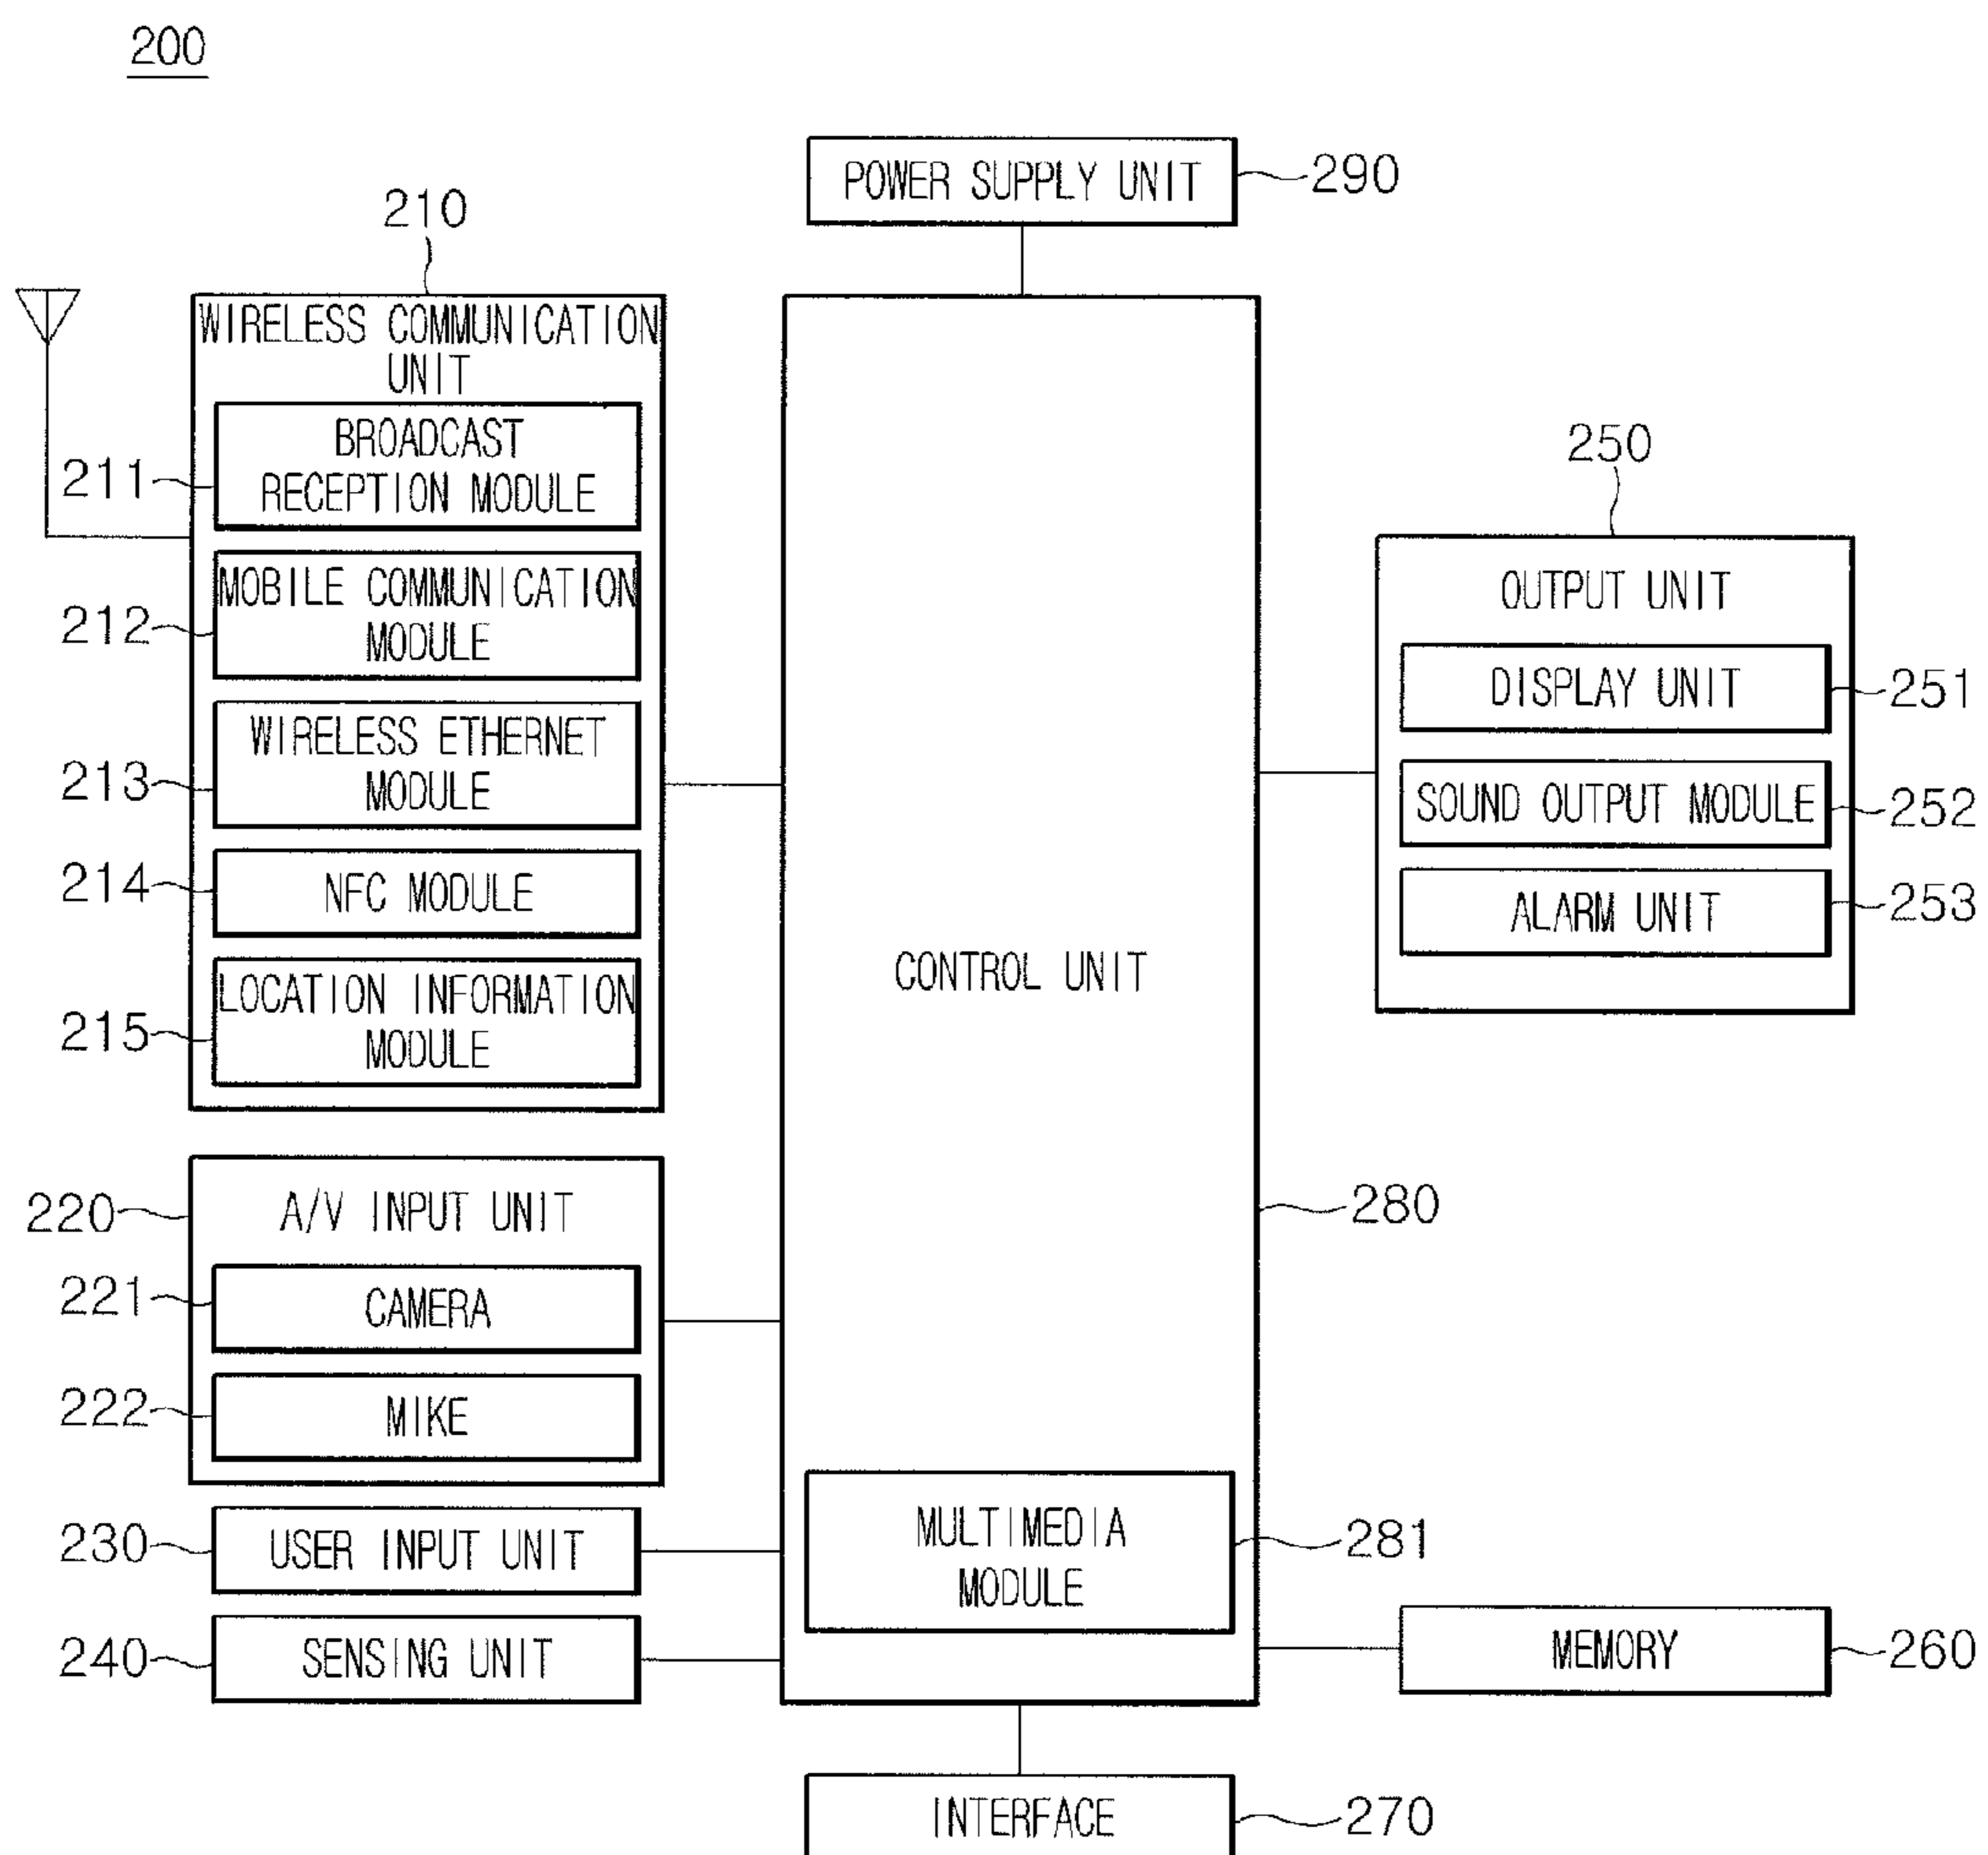 200
POWER SUPPLY UNIT
290
210
WIRELESS COMMUNICATION
UNIT
BROADCAST
RECEPTION MODULE
211
MOBILE COMMUNICATION
MODULE
212
WIRELESS ETHERNET
MODULE
213
NFC MODULE
214
LOCATION INFORMATION
MODULE
215
250
OUTPUT UNIT
DISPLAY UNIT
251
SOUND OUTPUT MODULE
252
ALARM UNIT
253
CONTROL UNIT
280
220
A/V INPUT UNIT
221
CAMERA
222
MIKE
230
USER INPUT UNIT
240
SENSING UNIT
MULTIMEDIA
MODULE
281
MEMORY
260
INTERFACE
270